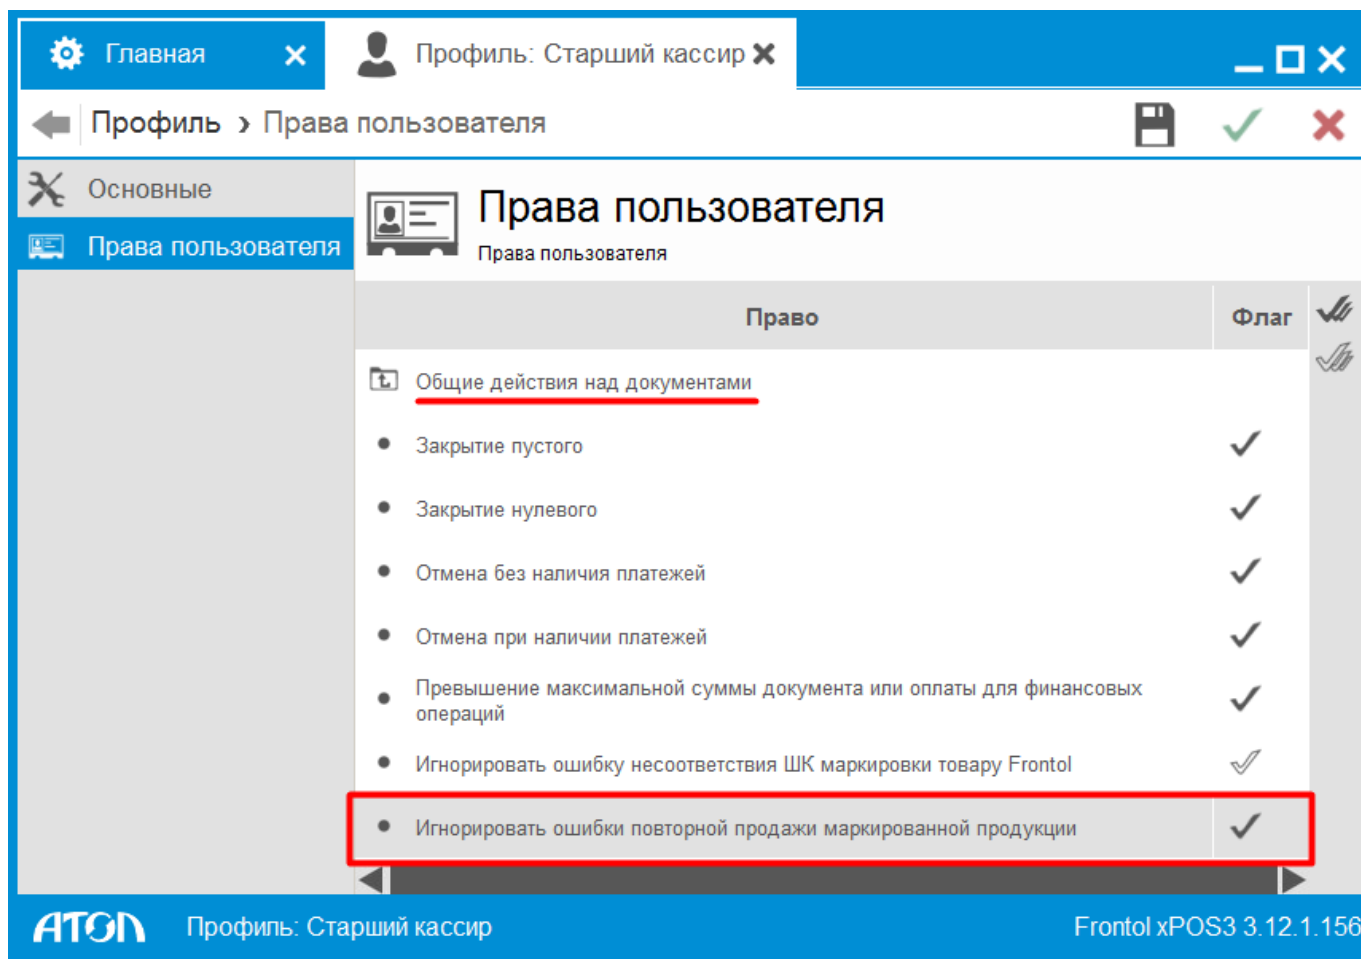 Главная
Профиль: Старший кассир
Профиль › Права пользователя
Основные
Права пользователя
Права пользователя
Права пользователя
Право
Флаг
Общие действия над документами
Закрытие пустого
Закрытие нулевого
Отмена без наличия платежей
Отмена при наличии платежей
Превышение максимальной суммы документа или оплаты для финансовых
операций
Игнорировать ошибку несоответствия ШК маркировки товару Frontol
Игнорировать ошибки повторной продажи маркированной продукции
АТОЛ
Профиль: Старший кассир
Frontol xPOS3 3.12.1.156